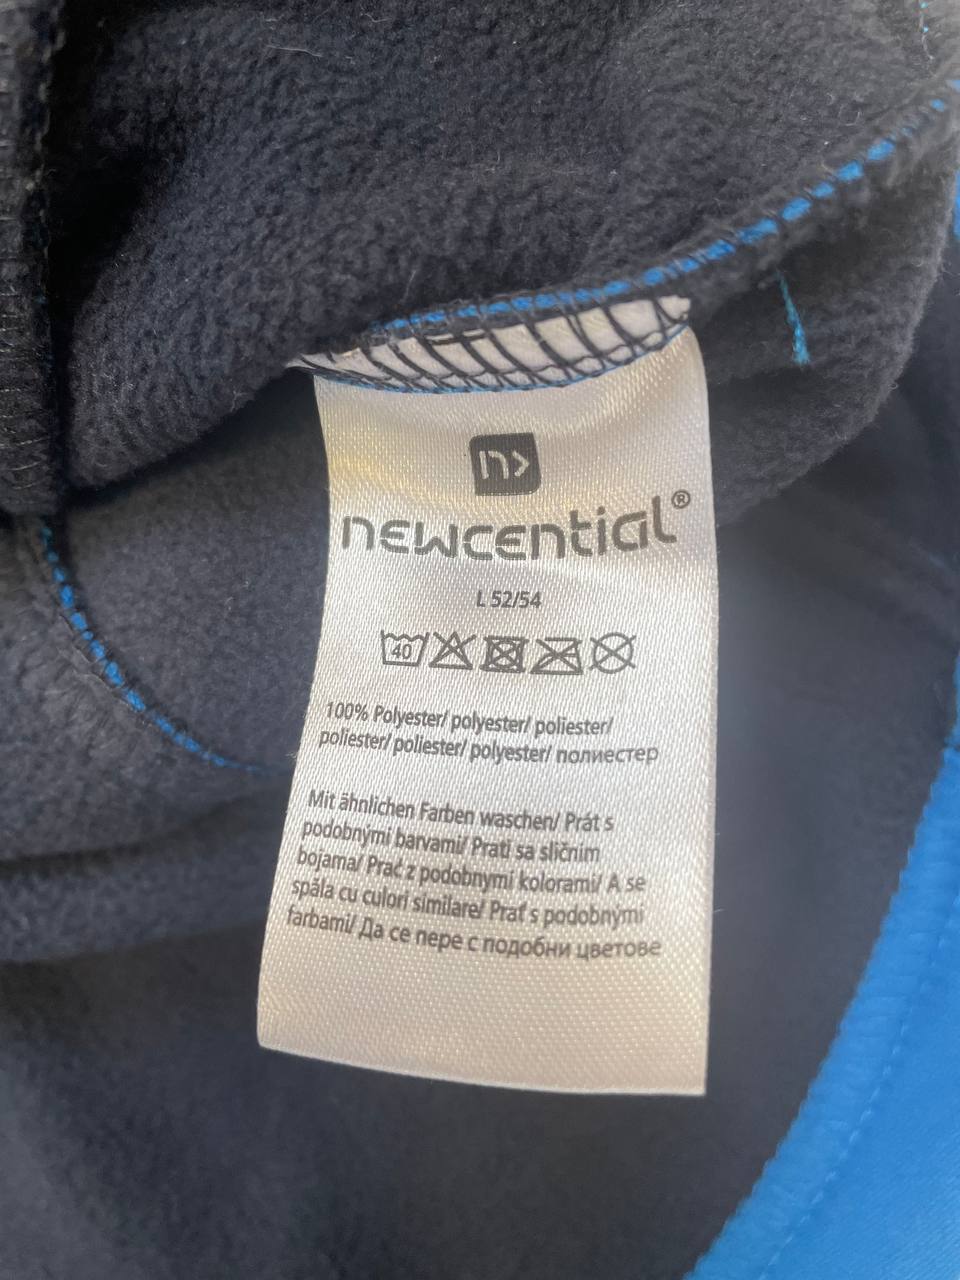 n>
newcential®
L 52/54
40
100% Polyester/ polyester/ poliester/
poliester/ poliester/ polyester/ полиестер
Mit ähnlichen Farben waschen/ Prát s
podobnými barvami/ Prati sa sličnim
bojama/ Prać z podobnymi kolorami/ A se
spăla cu culori similare/ Prať s podobnými
farbami/ Да се пере с подобни цветове